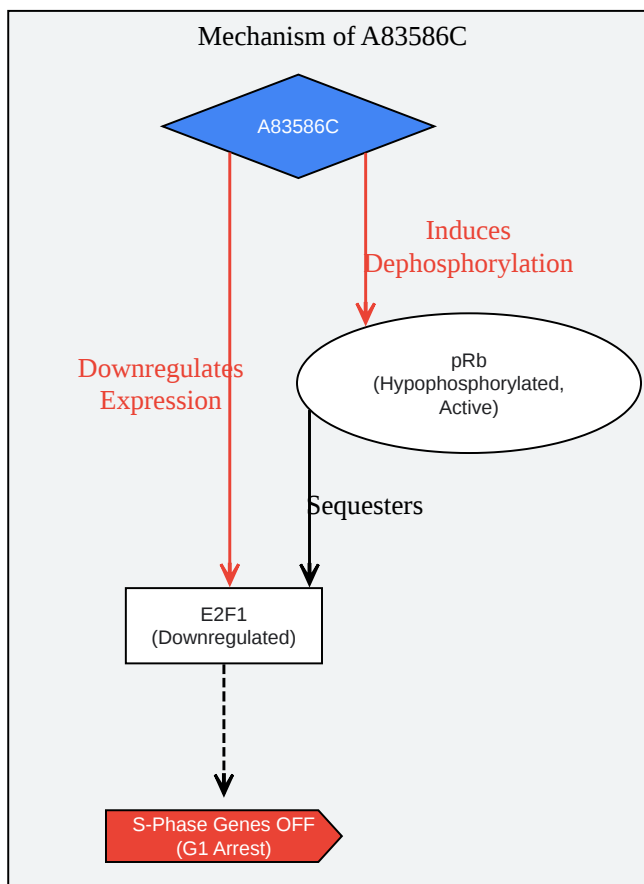 Mechanism of A83586C
A83586C
Induces
Dephosphorylation
pRb
(Hypophosphorylated,
Active)
Downregulates
Expression
Sequesters
E2F1
(Downregulated)
S-Phase Genes OFF
(G1 Arrest)